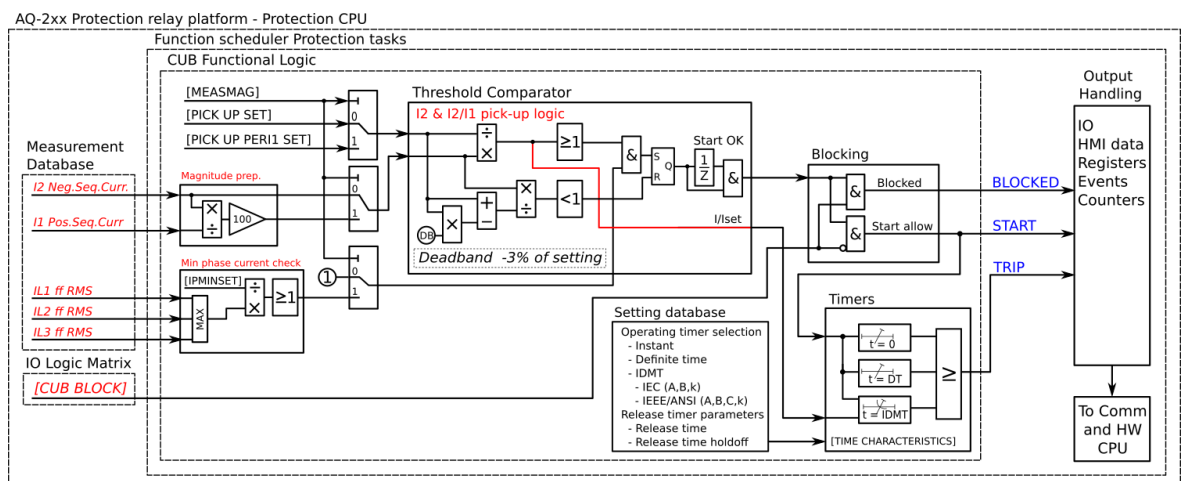 AQ-2xx Protection relay platform - Protection CPU
Function scheduler Protection tasks
CUB Functional Logic
[MEASMAG]
[PICK UP SET]
[PICK UP PERI1 SET]
0
1
Threshold Comparator
I2 & I2/I1 pick-up logic
÷
×
≥1
&
S
R
Q
Start OK
1
Z
&
+
−
÷
×
<1
×
DB
I/Iset
Deadband -3% of setting
Measurement
Database
I2 Neg.Seq.Curr.
I1 Pos.Seq.Curr
IL1 ff RMS
IL2 ff RMS
IL3 ff RMS
Magnitude prep.
×
÷
100
0
1
Min phase current check
[IPMINSET]
÷
×
≥1
MAX
1
0
1
IO Logic Matrix
[CUB BLOCK]
Blocking
&
Blocked
&
Start allow
BLOCKED
START
TRIP
Setting database
Operating timer selection
- Instant
- Definite time
- IDMT
- IEC (A,B,k)
- IEEE/ANSI (A,B,C,k)
Release timer parameters
- Release time
- Release time holdoff
Timers
t = 0
t = DT
t = IDMT
≥
[TIME CHARACTERISTICS]
Output
Handling
IO
HMI data
Registers
Events
Counters
To Comm
and HW
CPU